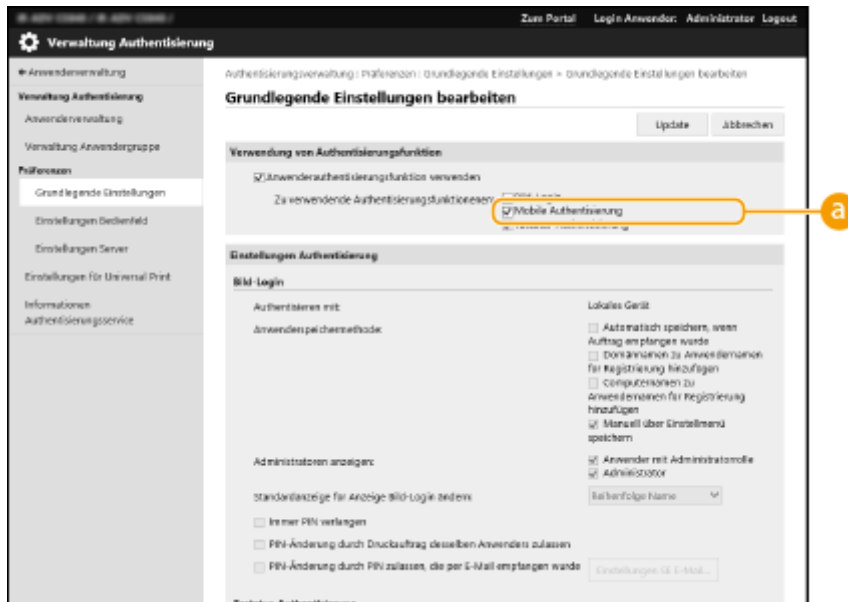 Zum Portal Login Anwender: Administrator Logout
Verwaltung Authentisierung
Anwenderverwaltung
Verwaltung Authentisierung
Anwenderverwaltung
Verwaltung Anwendergruppe
Präferenzen
Grundlegende Einstellungen
Einstellungen Bedienfeld
Einstellungen Server
Einstellungen für Universal Print
Informationen
Authentisierungsservice
Authentisierungsverwaltung : Präferenzen : Grundlegende Einstellungen > Grundlegende Einstellungen bearbeiten
Grundlegende Einstellungen bearbeiten
Update Abbrechen
Verwendung von Authentisierungsfunktion
Anwenderauthentisierungsfunktion verwenden
Zu verwendende Authentisierungsfunktionenen:
Mobile Authentisierung
a
Einstellungen Authentisierung
Bild-Login
Authentisieren mit: Lokales Gerät
Anwenderspeichermethode: Automatisch speichern, wenn
Auftrag empfangen wurde
Domännamen zu Anwendernamen
für Registrierung hinzufügen
Computernamen zu
Anwendernamen für Registrierung
hinzufügen
Manuell über Einstellmenü
speichern
Administratoren anzeigen: Anwender mit Administratorrolle
Administrator
Standardanzeige für Anzeige Bild-Login ändern: Reihenfolge Name
Immer PIN verlangen
PIN-Änderung durch Druckauftrag desselben Anwenders zulassen
PIN-Änderung durch PIN zulassen, die per E-Mail empfangen wurde Einstellungen SE E-Mail...